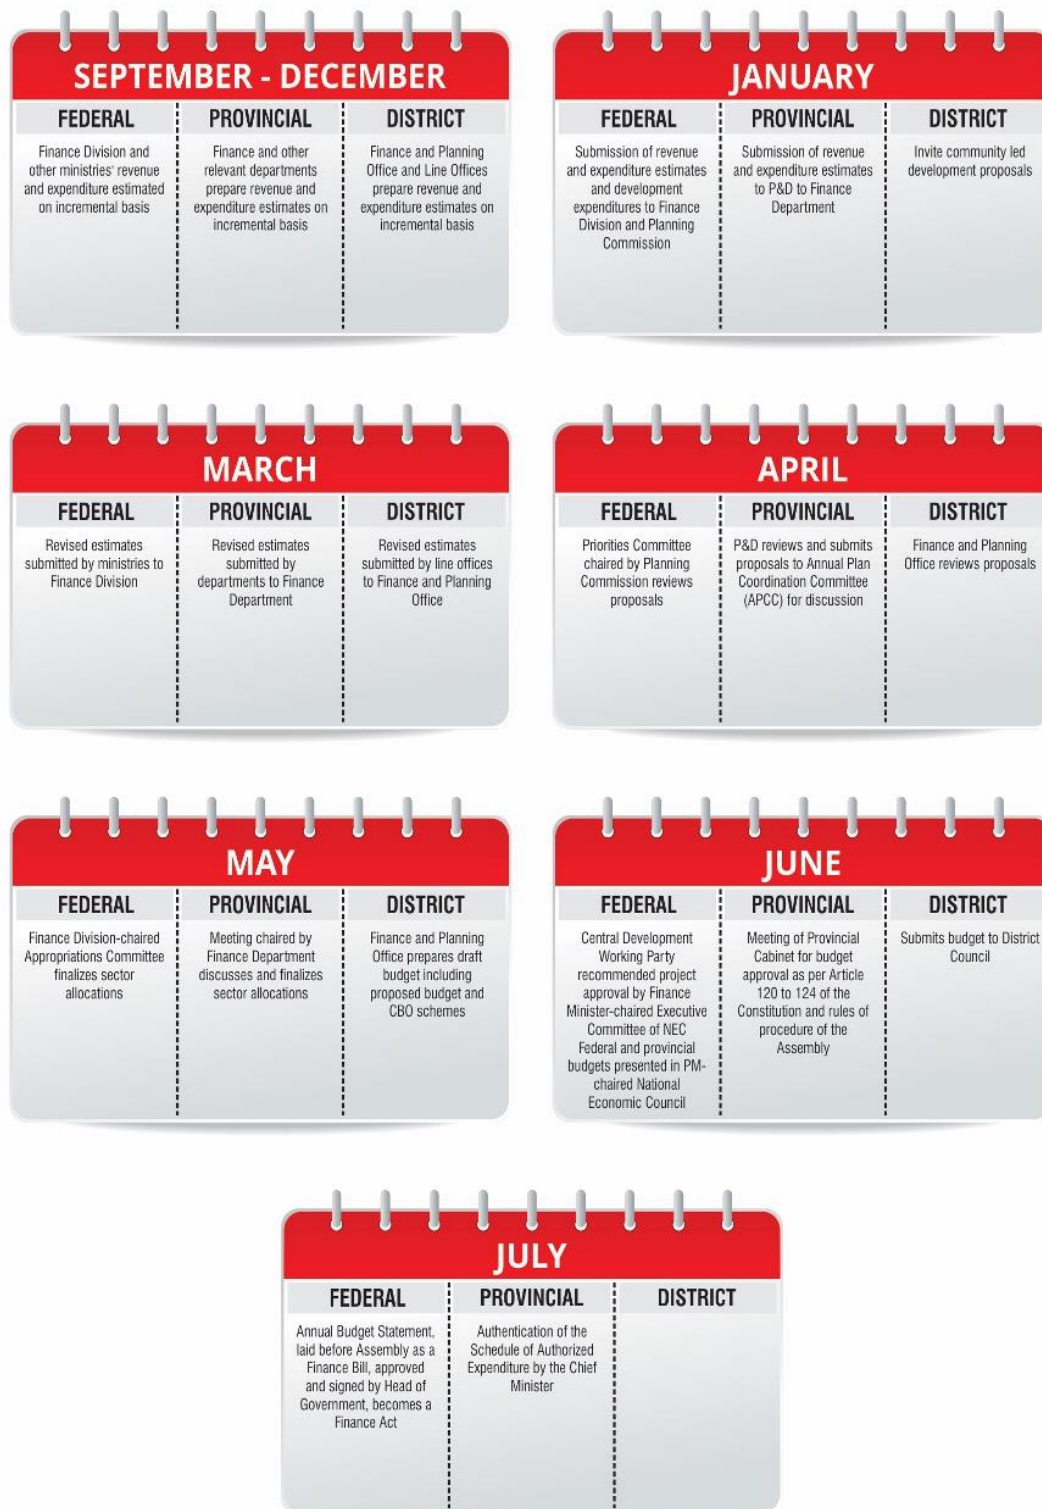 SEPTEMBER - DECEMBER
FEDERAL
Finance Division and
other ministries' revenue
and expenditure estimated
on incremental basis
PROVINCIAL
Finance and other
relevant departments
prepare revenue and
expenditure estimates on
incremental basis
DISTRICT
Finance and Planning
Office and Line Offices
prepare revenue and
expenditure estimates on
incremental basis
JANUARY
FEDERAL
Submission of revenue
and expenditure estimates
and development
expenditures to Finance
Division and Planning
Commission
PROVINCIAL
Submission of revenue
and expenditure estimates
to P&D to Finance
Department
DISTRICT
Invite community led
development proposals
MARCH
FEDERAL
Revised estimates
submitted by ministries to
Finance Division
PROVINCIAL
Revised estimates
submitted by
departments to Finance
Department
DISTRICT
Revised estimates
submitted by line offices
to Finance and Planning
Office
APRIL
FEDERAL
Priorities Committee
chaired by Planning
Commission reviews
proposals
PROVINCIAL
P&D reviews and submits
proposals to Annual Plan
Coordination Committee
(APCC) for discussion
DISTRICT
Finance and Planning
Office reviews proposals
MAY
FEDERAL
Finance Division-chaired
Appropriations Committee
finalizes sector
allocations
PROVINCIAL
Meeting chaired by
Finance Department
discusses and finalizes
sector allocations
DISTRICT
Finance and Planning
Office prepares draft
budget including
proposed budget and
CBO schemes
JUNE
FEDERAL
Central Development
Working Party
recommended project
approval by Finance
Minister-chaired Executive
Committee of NEC
Federal and provincial
budgets presented in PM-
chaired National
Economic Council
PROVINCIAL
Meeting of Provincial
Cabinet for budget
approval as per Article
120 to 124 of the
Constitution and rules of
procedure of the
Assembly
DISTRICT
Submits budget to District
Council
JULY
FEDERAL
Annual Budget Statement,
laid before Assembly as a
Finance Bill, approved
and signed by Head of
Government, becomes a
Finance Act
PROVINCIAL
Authentication of the
Schedule of Authorized
Expenditure by the Chief
Minister
DISTRICT